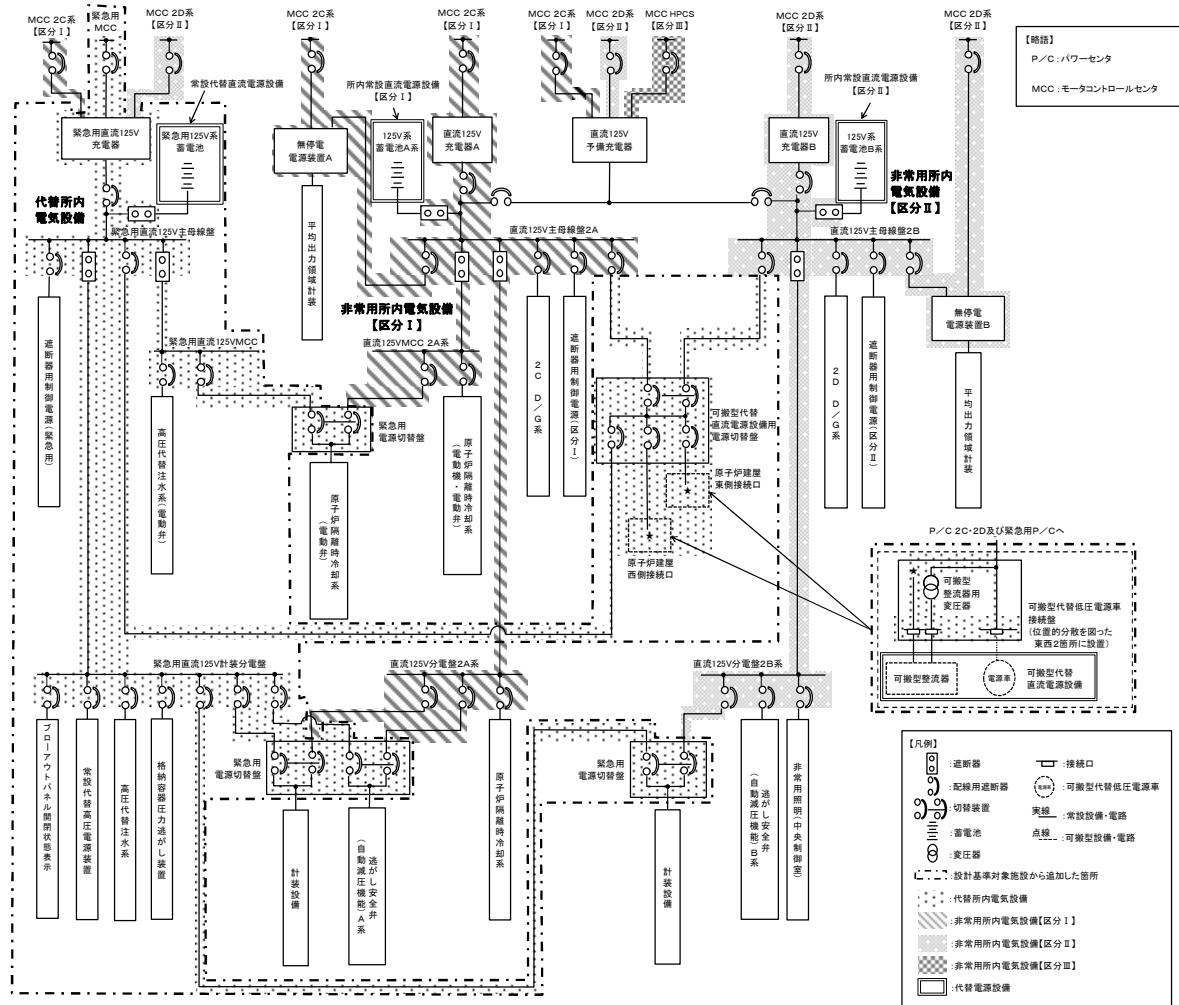 MCC 2C系
【区分Ⅰ】
緊急用
MCC
MCC 2D系
【区分Ⅱ】
MCC 2C系
【区分Ⅰ】
MCC 2C系
【区分Ⅰ】
MCC 2C系
【区分Ⅰ】
MCC 2D系
【区分Ⅱ】
MCC HPCS
【区分Ⅲ】
MCC 2D系
【区分Ⅱ】
MCC 2D系
【区分Ⅱ】
【略語】
P/C:パワーセンタ
MCC:モータコントロールセンタ
常設代替直流電源設備
所内常設直流電源設備
【区分Ⅰ】
所内常設直流電源設備
【区分Ⅱ】
緊急用直流125V
充電器
緊急用125V系
蓄電池
無停電
電源装置A
125V系
蓄電池A系
直流125V
充電器A
直流125V
予備充電器
直流125V
充電器B
125V系
蓄電池B系
代替所内
電気設備
非常用所内
電気設備
【区分Ⅱ】
緊急用直流125V主母線盤
直流125V主母線盤2A
直流125V主母線盤2B
平均出力領域計装
非常用所内電気設備
【区分Ⅰ】
無停電
電源装置B
遮断器用制御電源(緊急用)
緊急用直流125VMCC
直流125VMCC 2A系
高圧代替注水系(電動弁)
緊急用
電源切替盤
原子炉隔離時冷却系
(電動弁)
原子炉隔離時冷却系
(電動機・電動弁)
2C D/G系
遮断器用制御電源(区分Ⅰ)
可搬型代替
直流電源設備用
電源切替盤
原子炉建屋
東側接続口
原子炉建屋
西側接続口
2D D/G系
遮断器用制御電源(区分Ⅱ)
平均出力領域計装
P/C 2C・2D及び緊急用P/Cへ
可搬型
整流器用
変圧器
可搬型代替低圧電源車
接続盤
(位置的分散を図った
東西2箇所に設置)
可搬型整流器
電源車
可搬型代替
直流電源設備
緊急用直流125V計装分電盤
直流125V分電盤2A系
直流125V分電盤2B系
緊急用
電源切替盤
緊急用
電源切替盤
ブローアウトパネル開閉状態表示
常設代替高圧電源装置
高圧代替注水系
格納容器圧力逃がし装置
計装設備
逃がし安全弁
(自動減圧機能)A系
原子炉隔離時冷却系
計装設備
逃がし安全弁
(自動減圧機能)B系
非常用照明(中央制御室)
【凡例】
:遮断器
:接続口
:配線用遮断器
電源車
:可搬型代替低圧電源車
:切替装置
実線
:常設設備・電路
:蓄電池
点線
:可搬型設備・電路
:変圧器
:設計基準対象施設から追加した箇所
:代替所内電気設備
:非常用所内電気設備【区分Ⅰ】
:非常用所内電気設備【区分Ⅱ】
:非常用所内電気設備【区分Ⅲ】
:代替電源設備